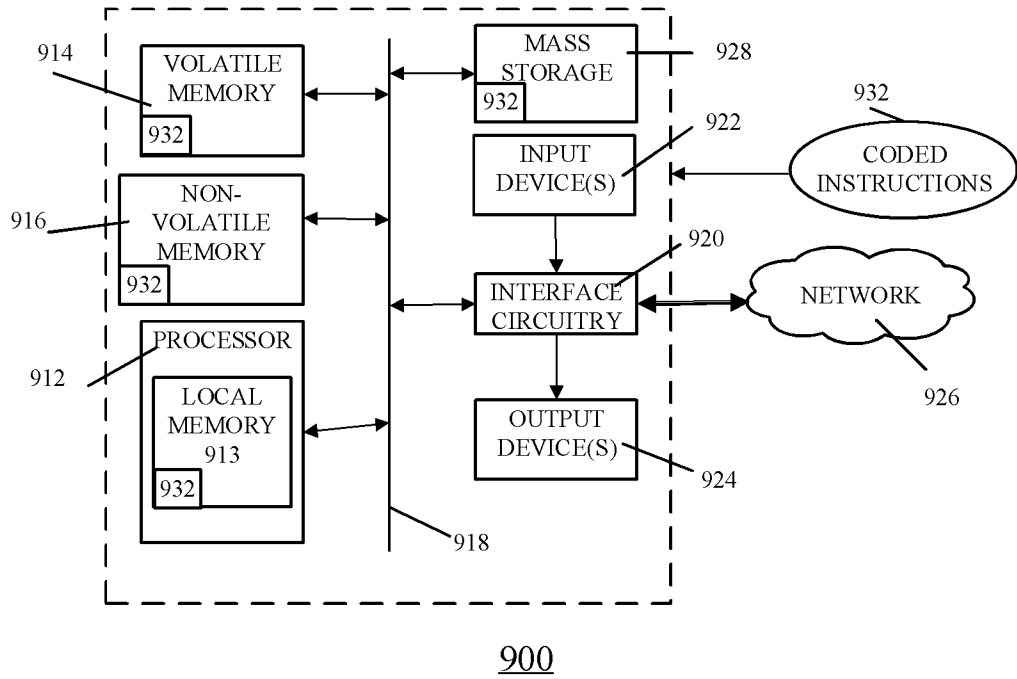 914
VOLATILE
MEMORY
932
916
NON-
VOLATILE
MEMORY
932
912
PROCESSOR
LOCAL
MEMORY
913
932
918
MASS
STORAGE
932
928
INPUT
DEVICE(S)
922
932
CODED
INSTRUCTIONS
920
INTERFACE
CIRCUITRY
NETWORK
926
OUTPUT
DEVICE(S)
924
900